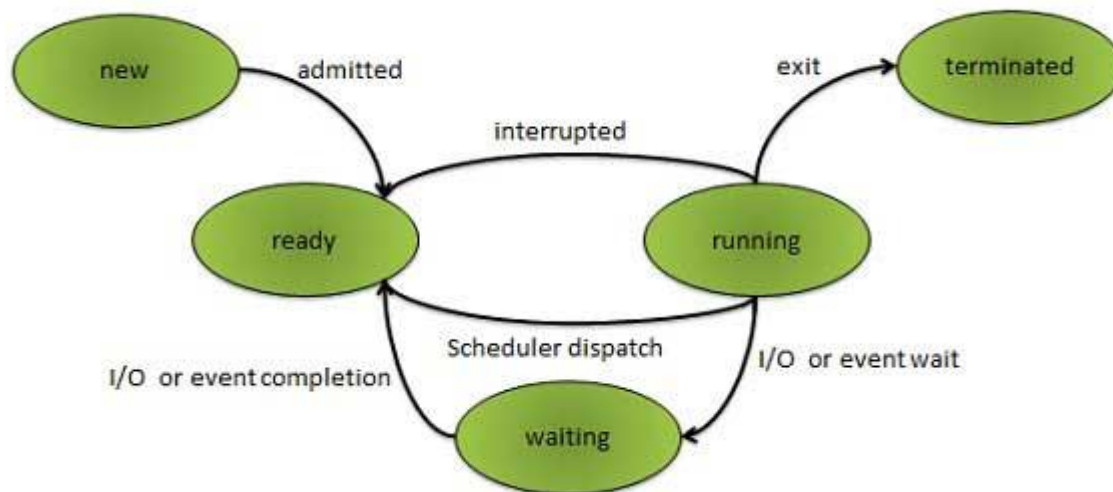 new
admitted
exit
terminated
interrupted
ready
running
Scheduler dispatch
I/O or event completion
I/O or event wait
waiting